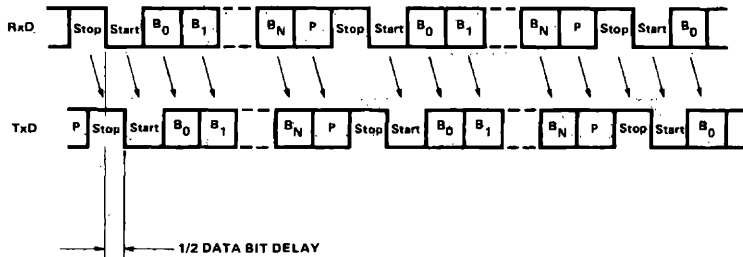 RxD Stop Start B0 B1 BN P Stop Start B0 B1 BN P Stop Start B0
TxD P Stop Start B0 B1 BN P Stop Start B0 B1 BN P Stop Start B0
1/2 DATA BIT DELAY